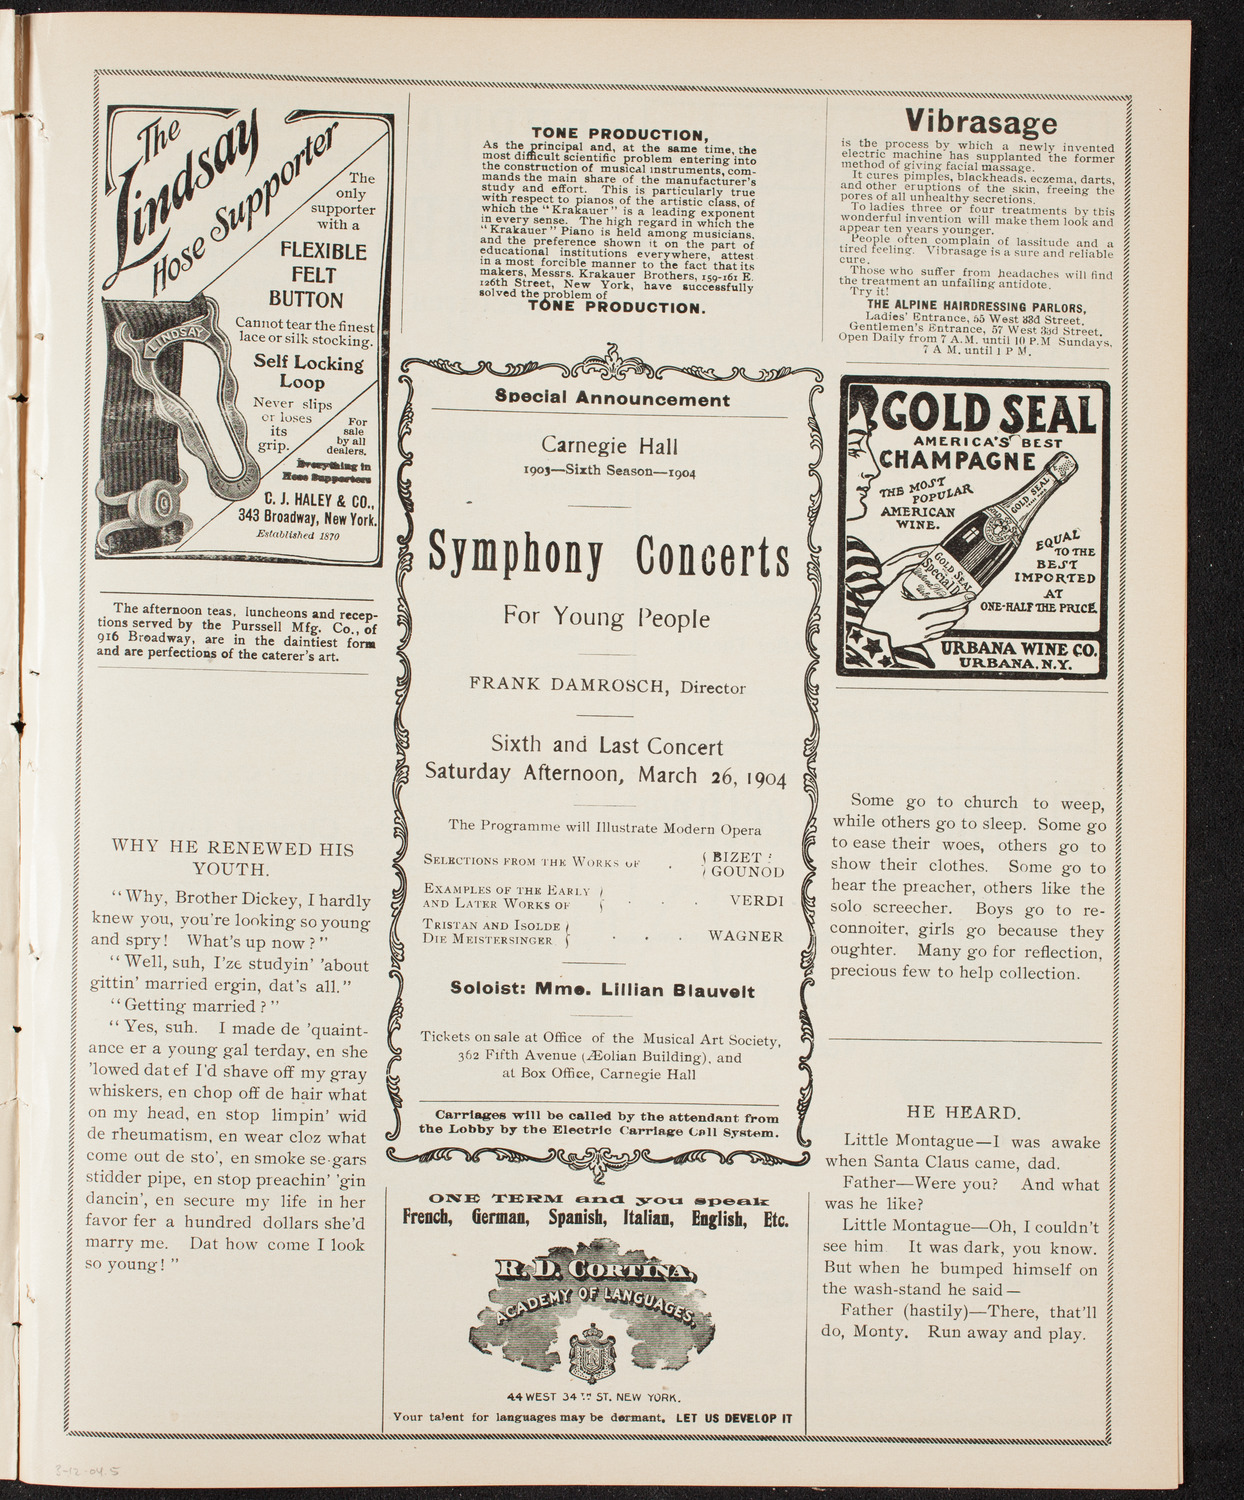 The
Lindsay
Hose Supporter
The
only
supporter
with a
FLEXIBLE
FELT
BUTTON
Cannot tear the finest
lace or silk stocking.
Self Locking
Loop
Never slips
or loses
its
grip.
For
sale
by all
dealers.
Everything in
Hose Supporters
C. J. HALEY & CO.,
343 Broadway, New York.
Established 1870
LINDSAY
The afternoon teas, luncheons and recep-
tions served by the Purssell Mfg. Co., of
916 Broadway, are in the daintiest form
and are perfections of the caterer's art.
WHY HE RENEWED HIS
YOUTH.
"Why, Brother Dickey, I hardly
knew you, you're looking so young
and spry! What's up now?"
"Well, suh, I'ze studyin' 'about
gittin' married ergin, dat's all."
"Getting married?"
"Yes, suh. I made de 'quaint-
ance er a young gal terday, en she
'lowed dat ef I'd shave off my gray
whiskers, en chop off de hair what
on my head, en stop limpin' wid
de rheumatism, en wear cloz what
come out de sto', en smoke se-gars
stidder pipe, en stop preachin' 'gin
dancin', en secure my life in her
favor fer a hundred dollars she'd
marry me. Dat how come I look
so young!"
TONE PRODUCTION,
As the principal and, at the same time, the
most difficult scientific problem entering into
the construction of musical instruments, com-
mands the main share of the manufacturer's
study and effort. This is particularly true
with respect to pianos of the artistic class, of
which the "Krakauer" is a leading exponent
in every sense. The high regard in which the
"Krakauer" Piano is held among musicians,
and the preference shown it on the part of
educational institutions everywhere, attest
in a most forcible manner to the fact that its
makers, Messrs. Krakauer Brothers, 159-161 E.
126th Street, New York, have successfully
solved the problem of
TONE PRODUCTION.
Special Announcement
Carnegie Hall
1903—Sixth Season—1904
Symphony Concerts
For Young People
FRANK DAMROSCH, Director
Sixth and Last Concert
Saturday Afternoon, March 26, 1904
The Programme will Illustrate Modern Opera
SELECTIONS FROM THE WORKS OF . { BIZET
GOUNOD
EXAMPLES OF THE EARLY
AND LATER WORKS OF } . . . VERDI
TRISTAN AND ISOLDE
DIE MEISTERSINGER } . . . WAGNER
Soloist: Mme. Lillian Blauvelt
Tickets on sale at Office of the Musical Art Society,
362 Fifth Avenue (Æolian Building), and
at Box Office, Carnegie Hall
Carriages will be called by the attendant from
the Lobby by the Electric Carriage Call System.
ONE TERM and you speak
French, German, Spanish, Italian, English, Etc.
R. D. CORTINA,
ACADEMY OF LANGUAGES.
44 WEST 34TH ST. NEW YORK.
Your talent for languages may be dormant. LET US DEVELOP IT
Vibrasage
is the process by which a newly invented
electric machine has supplanted the former
method of giving facial massage.
It cures pimples, blackheads, eczema, darts,
and other eruptions of the skin, freeing the
pores of all unhealthy secretions.
To ladies three or four treatments by this
wonderful invention will make them look and
appear ten years younger.
People often complain of lassitude and a
tired feeling. Vibrasage is a sure and reliable
cure.
Those who suffer from headaches will find
the treatment an unfailing antidote.
Try it!
THE ALPINE HAIRDRESSING PARLORS,
Ladies' Entrance, 55 West 33d Street.
Gentlemen's Entrance, 57 West 33d Street.
Open Daily from 7 A.M. until 10 P.M Sundays,
7 A M. until 1 P M.
GOLD SEAL
AMERICA'S BEST
CHAMPAGNE
THE MOST
POPULAR
AMERICAN
WINE.
GOLD SEAL
GOLD SEAL
Special
EQUAL
TO THE
BEST
IMPORTED
AT
ONE-HALF THE PRICE.
URBANA WINE CO.
URBANA, N.Y.
Some go to church to weep,
while others go to sleep. Some go
to ease their woes, others go to
show their clothes. Some go to
hear the preacher, others like the
solo screecher. Boys go to re-
connoiter, girls go because they
oughter. Many go for reflection,
precious few to help collection.
HE HEARD.
Little Montague—I was awake
when Santa Claus came, dad.
Father—Were you? And what
was he like?
Little Montague—Oh, I couldn't
see him It was dark, you know.
But when he bumped himself on
the wash-stand he said—
Father (hastily)—There, that'll
do, Monty. Run away and play.
3-12-04.5